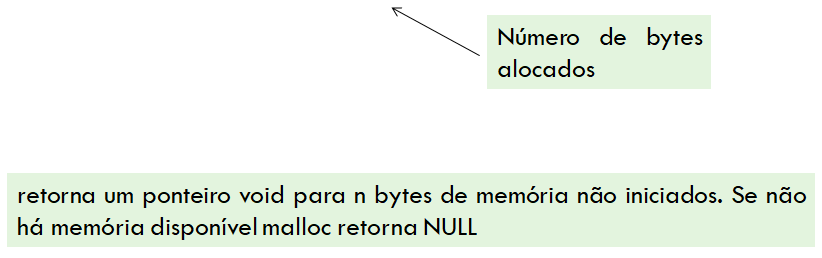 Número de bytes
alocados
retorna um ponteiro void para n bytes de memória não iniciados. Se não
há memória disponível malloc retorna NULL